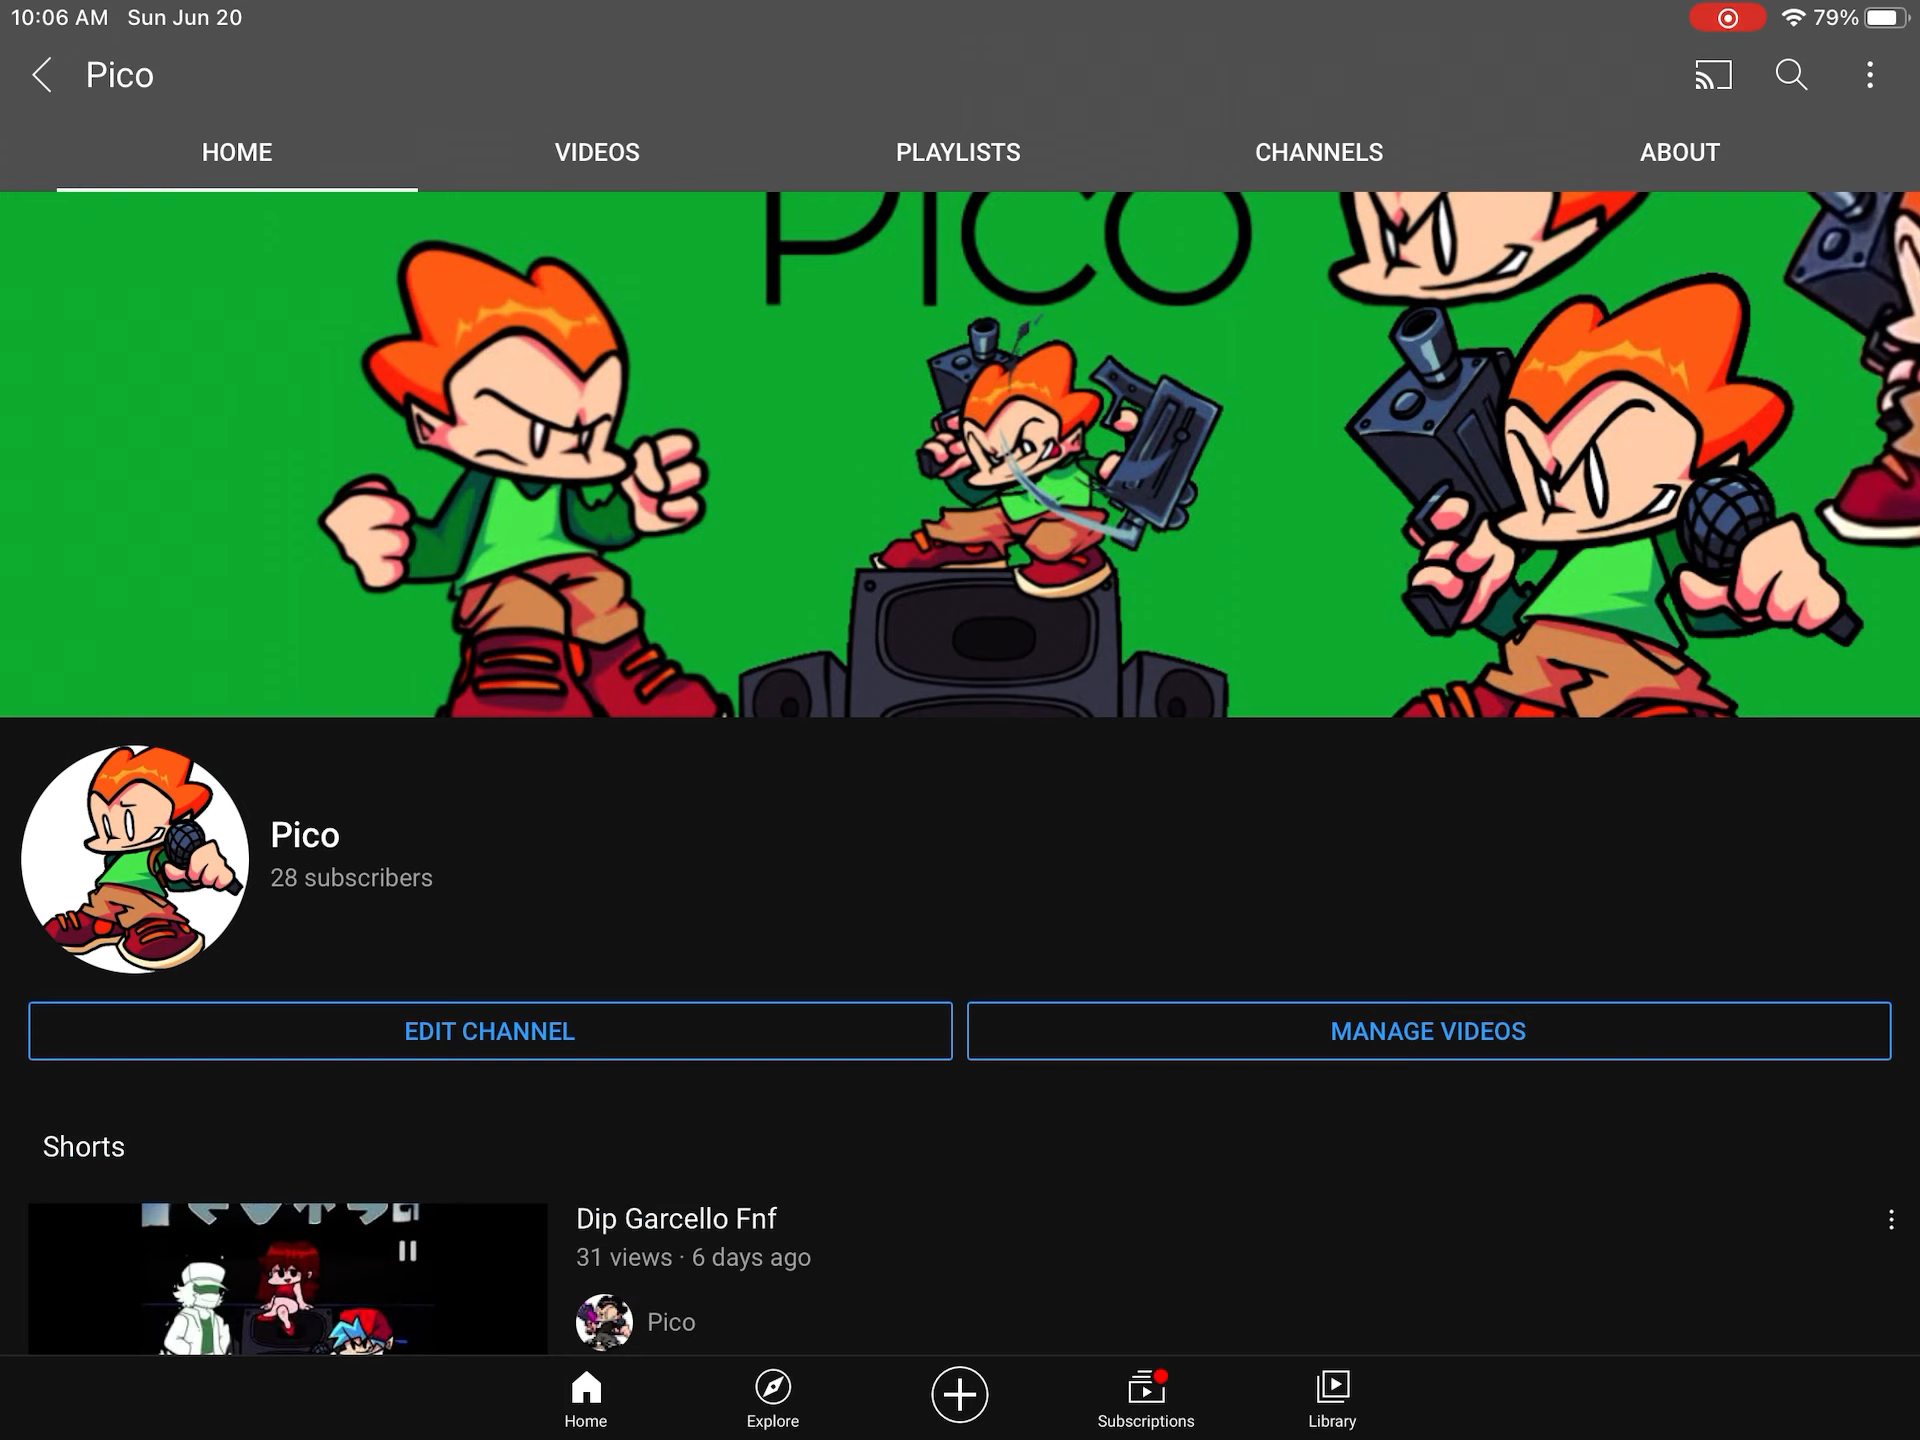 10:06 AM Sun Jun 20
79%
Pico
HOME
VIDEOS
PLAYLISTS
CHANNELS
ABOUT
Pico
Pico
28 subscribers
EDIT CHANNEL
MANAGE VIDEOS
Shorts
Dip Garcello Fnf
31 views · 6 days ago
Pico
Home
Explore
Subscriptions
Library